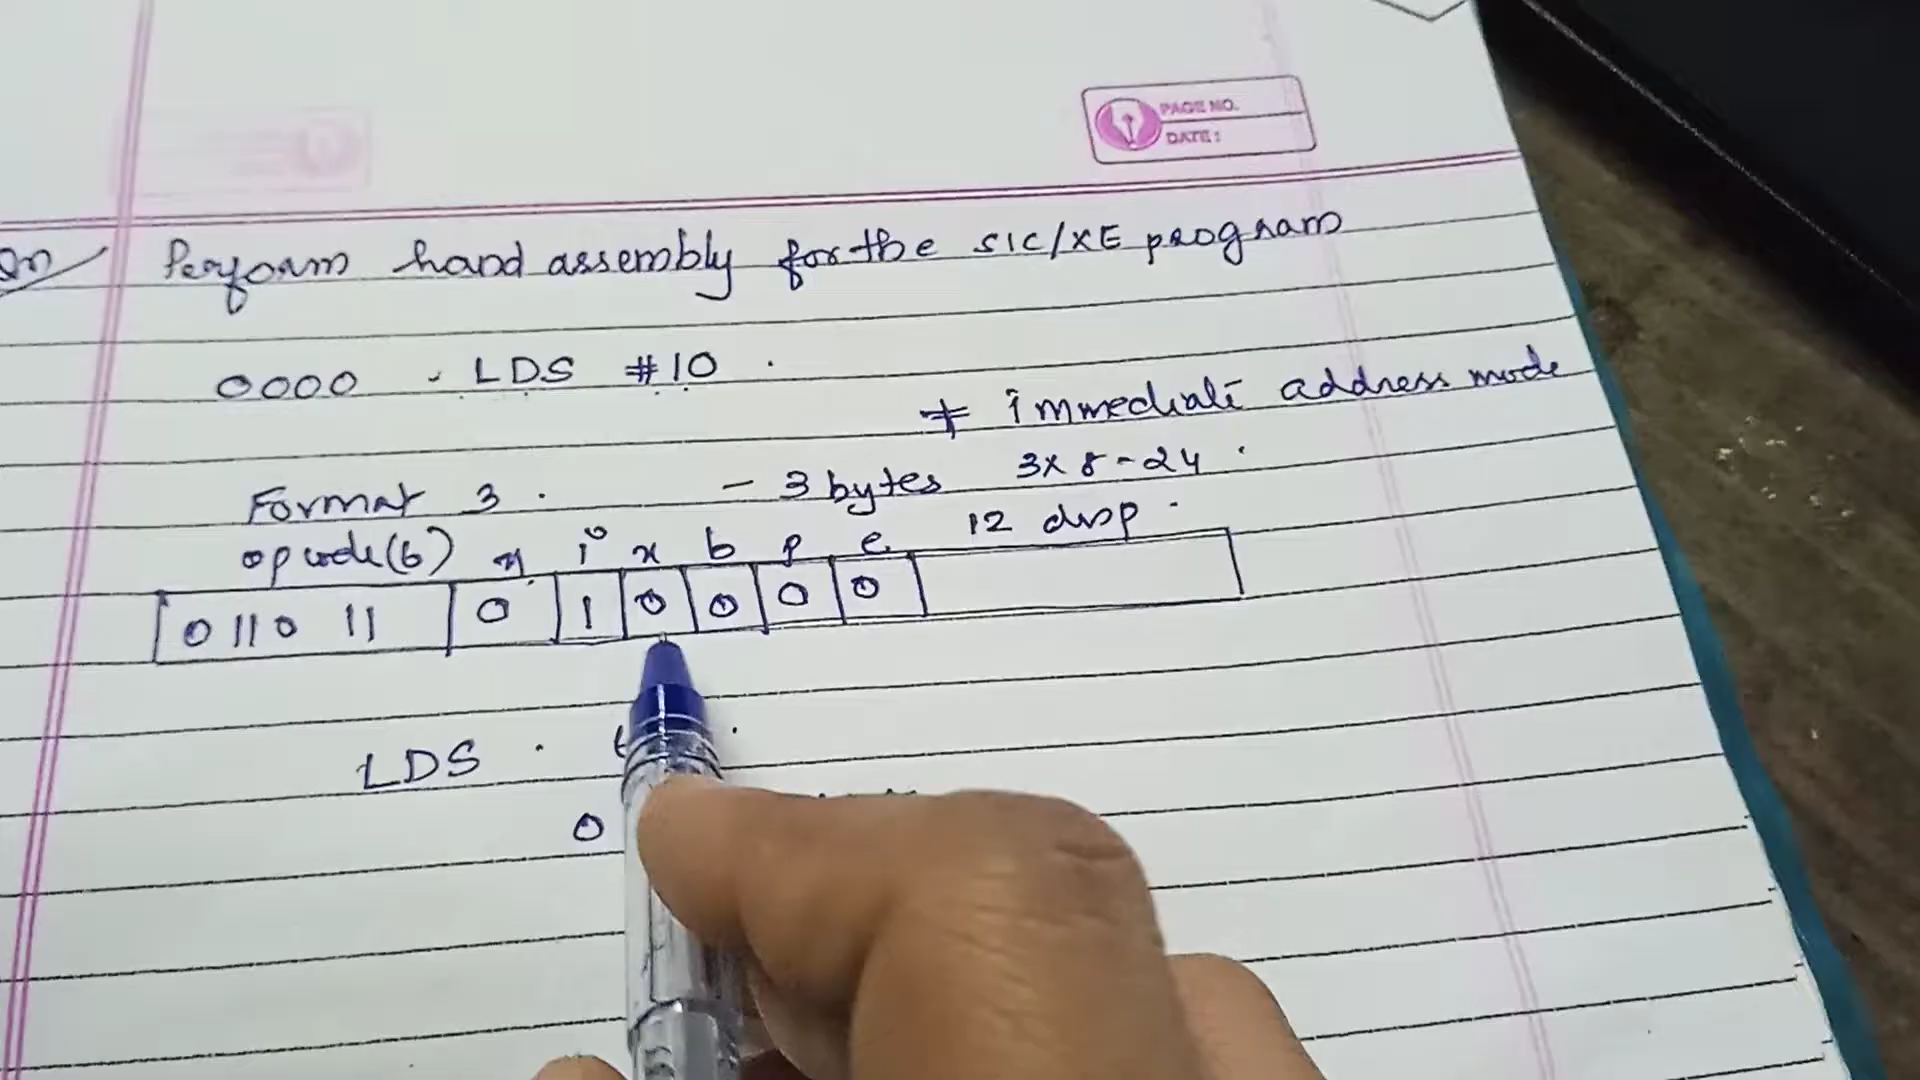 PAGE NO.
DATE :
Qn Perform hand assembly for the SIC/XE program
0000 - LDS #10 .
* immediate address mode
Format 3 . - 3 bytes 3x8-24 .
opcode(6) n i x b p e 12 disp .
0110 11 0 1 0 0 0 0
LDS .
0